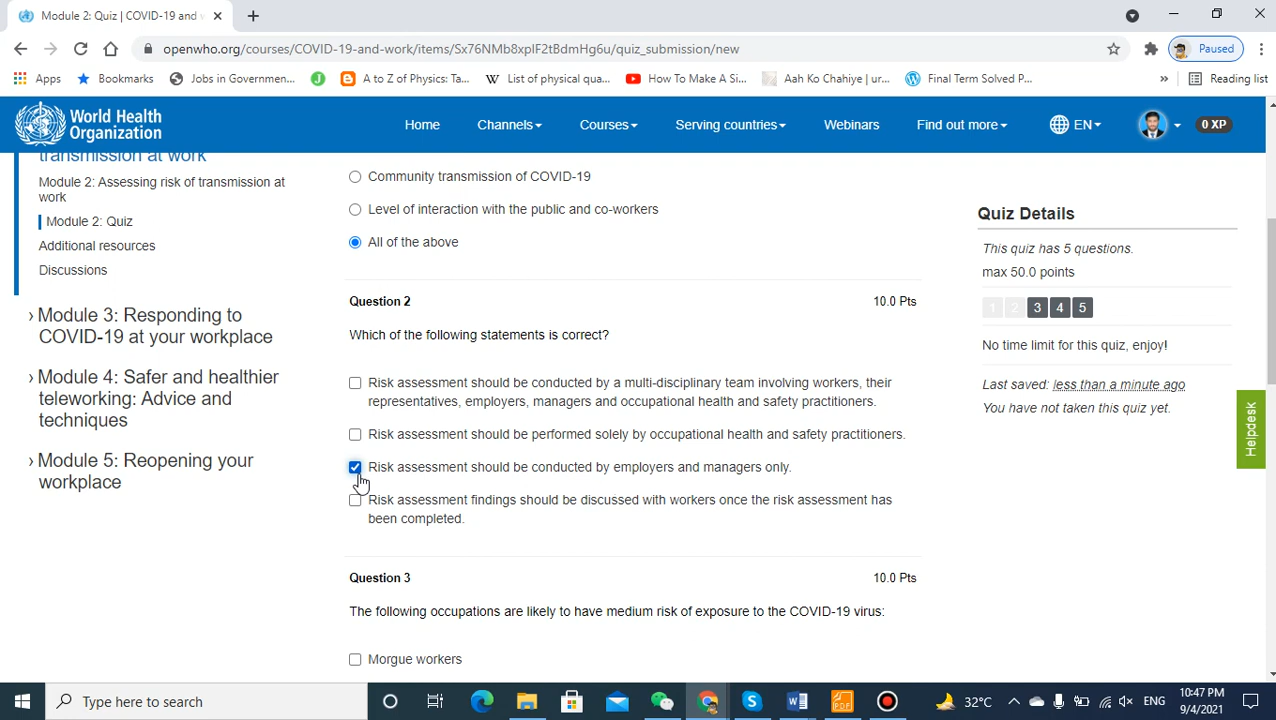 Module 2: Quiz | COVID-19 and
openwho.org/courses/COVID-19-and-work/items/Sx76NMb8xplF2tBdmHg6u/quiz_submission/new
Paused
Apps
Bookmarks
Jobs in Governmen...
J
A to Z of Physics: Ta...
W List of physical qua...
How To Make A Si...
Aah Ko Chahiye | ur...
Final Term Solved P...
»
Reading list
World Health
Organization
Home
Channels
Courses
Serving countries
Webinars
Find out more
EN
0 XP
transmission at work
Module 2: Assessing risk of transmission at
work
Module 2: Quiz
Additional resources
Discussions
› Module 3: Responding to
COVID-19 at your workplace
› Module 4: Safer and healthier
teleworking: Advice and
techniques
› Module 5: Reopening your
workplace
Community transmission of COVID-19
Level of interaction with the public and co-workers
All of the above
Question 2
10.0 Pts
Which of the following statements is correct?
Risk assessment should be conducted by a multi-disciplinary team involving workers, their
representatives, employers, managers and occupational health and safety practitioners.
Risk assessment should be performed solely by occupational health and safety practitioners.
Risk assessment should be conducted by employers and managers only.
Risk assessment findings should be discussed with workers once the risk assessment has
been completed.
Question 3
10.0 Pts
The following occupations are likely to have medium risk of exposure to the COVID-19 virus:
Morgue workers
Quiz Details
This quiz has 5 questions.
max 50.0 points
1 2 3 4 5
No time limit for this quiz, enjoy!
Last saved: less than a minute ago
You have not taken this quiz yet.
Helpdesk
Type here to search
32°C
ENG
10:47 PM
9/4/2021